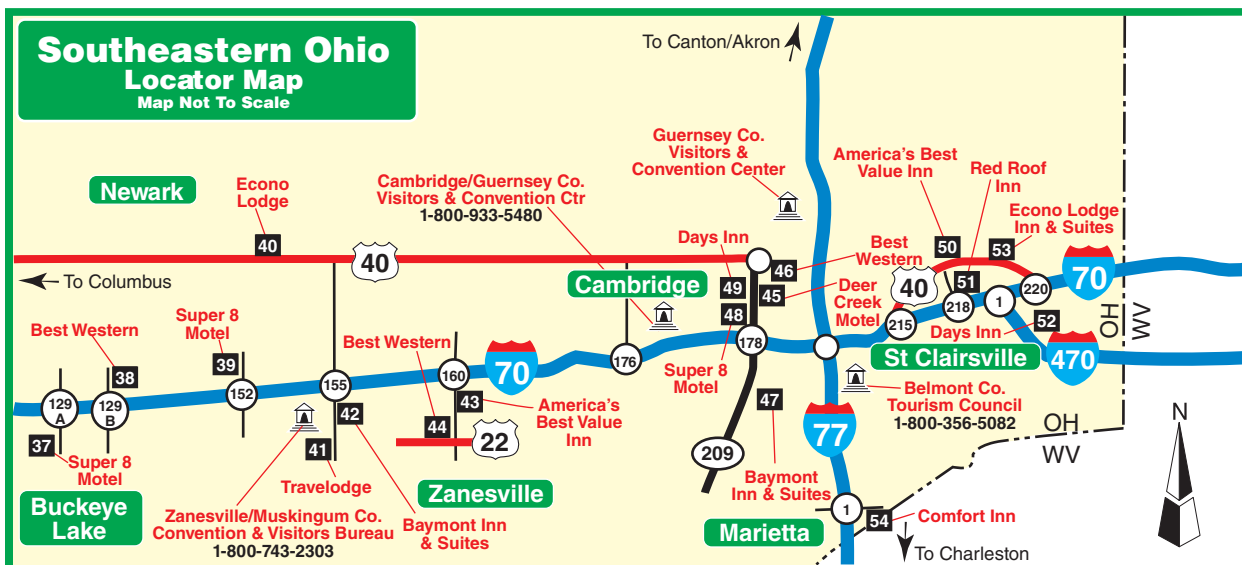 Southeastern Ohio
Locator Map
Map Not To Scale
To Canton/Akron
Guernsey Co.
Visitors &
Convention Center
America's Best
Value Inn
Red Roof
Inn
Newark
Econo
Lodge
Cambridge/Guernsey Co.
Visitors & Convention Ctr
1-800-933-5480
Econo Lodge
Inn & Suites
40
Days Inn
46
Best
Western
50
53
40
To Columbus
Cambridge
49
45
Deer
Creek
Motel
40
51
70
48
215
218
1
220
Days Inn
52
OH
WV
Best Western
Super 8
Motel
Best Western
178
St Clairsville
470
38
39
176
Super 8
Motel
129
A
129
B
152
155
160
70
37
Super 8
Motel
42
41
44
43
22
America's
Best Value
Inn
47
Belmont Co.
Tourism Council
1-800-356-5082
OH
WV
N
77
209
Travelodge
Baymont
Inn & Suites
Buckeye
Lake
Zanesville
Zanesville/Muskingum Co.
Convention & Visitors Bureau
1-800-743-2303
Baymont Inn
& Suites
Marietta
1
54
Comfort Inn
To Charleston